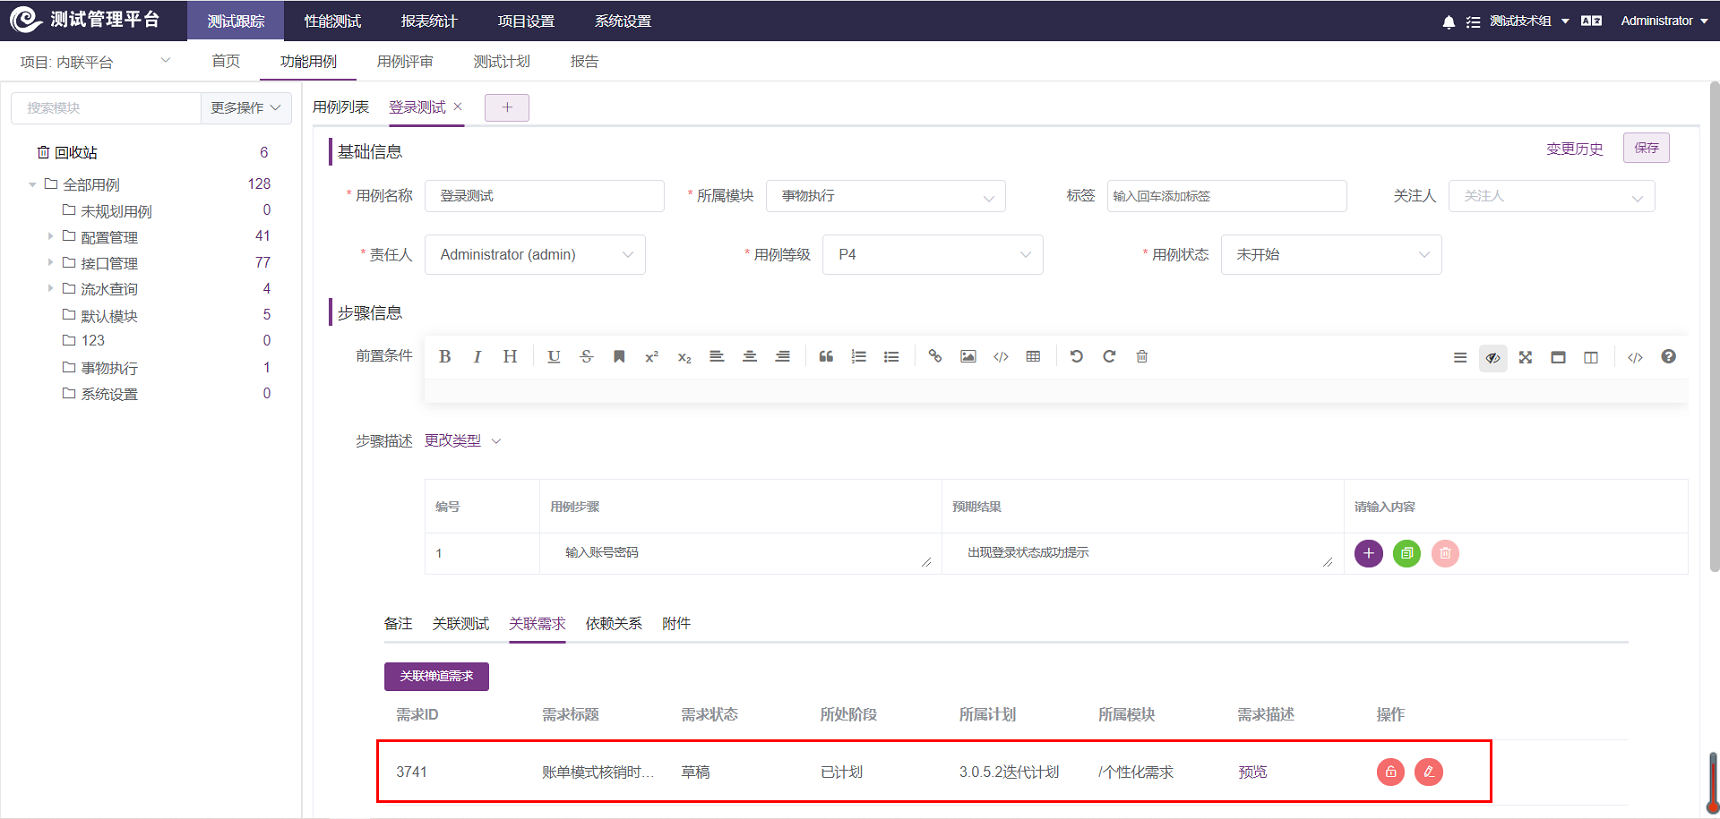 测试管理平台
测试跟踪
性能测试
报表统计
项目设置
系统设置
测试技术组
Administrator
项目: 内联平台
首页
功能用例
用例评审
测试计划
报告
搜索模块
更多操作
回收站
6
全部用例
128
未规划用例
0
配置管理
41
接口管理
77
流水查询
4
默认模块
5
123
0
事物执行
1
系统设置
0
用例列表
登录测试
基础信息
变更历史
保存
* 用例名称
登录测试
* 所属模块
事物执行
标签
输入回车添加标签
关注人
关注人
* 责任人
Administrator (admin)
* 用例等级
P4
* 用例状态
未开始
步骤信息
前置条件
步骤描述
更改类型
编号
用例步骤
预期结果
请输入内容
1
输入账号密码
出现登录状态成功提示
备注
关联测试
关联需求
依赖关系
附件
关联禅道需求
需求ID
需求标题
需求状态
所处阶段
所属计划
所属模块
需求描述
操作
3741
账单模式核销时...
草稿
已计划
3.0.5.2迭代计划
/个性化需求
预览